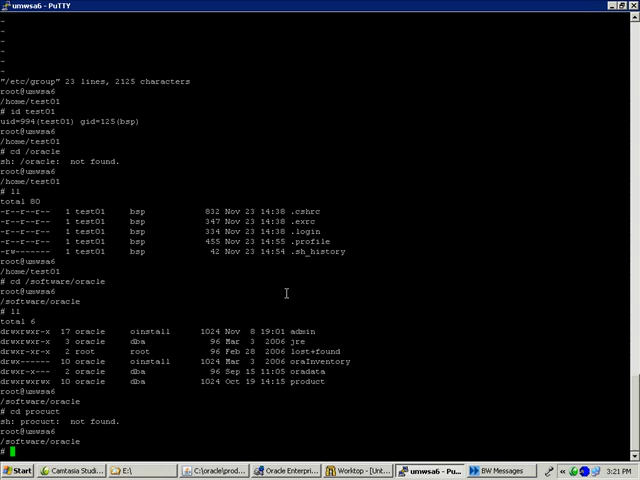 umwsa6 - PuTTY
~
~
~
~
~
~
"/etc/group" 23 lines, 2125 characters
root@umwsa6
/home/test01
# id test01
uid=994(test01) gid=125(bsp)
root@umwsa6
/home/test01
# cd /oracle
sh: /oracle:  not found.
root@umwsa6
/home/test01
# ll
total 80
-r--r--r--   1 test01     bsp            832 Nov 23 14:38 .cshrc
-r--r--r--   1 test01     bsp            347 Nov 23 14:38 .exrc
-r--r--r--   1 test01     bsp            334 Nov 23 14:38 .login
-r--r--r--   1 test01     bsp            455 Nov 23 14:55 .profile
-rw-------   1 test01     bsp             42 Nov 23 14:54 .sh_history
root@umwsa6
/home/test01
# cd /software/oracle
root@umwsa6
/software/oracle
# ll
total 6
drwxrwxr-x  17 oracle     oinstall      1024 Nov  8 19:01 admin
drwxrwxr-x   3 oracle     dba             96 Mar  3  2006 jre
drwxr-xr-x   2 root       root            96 Feb 28  2006 lost+found
drwx------  10 oracle     oinstall      1024 Mar  3  2006 oraInventory
drwxr-x---   2 oracle     dba             96 Sep 15 11:05 oradata
drwxrwxrwx  10 oracle     dba           1024 Oct 19 14:15 product
root@umwsa6
/software/oracle
# cd procuct
sh: procuct:  not found.
root@umwsa6
/software/oracle
#
Start
Camtasia Studi...
E:\
C:\oracle\prod...
Oracle Enterpri...
Worktop - [Unt...
umwsa6 - Pu...
BW Messages
3:21 PM